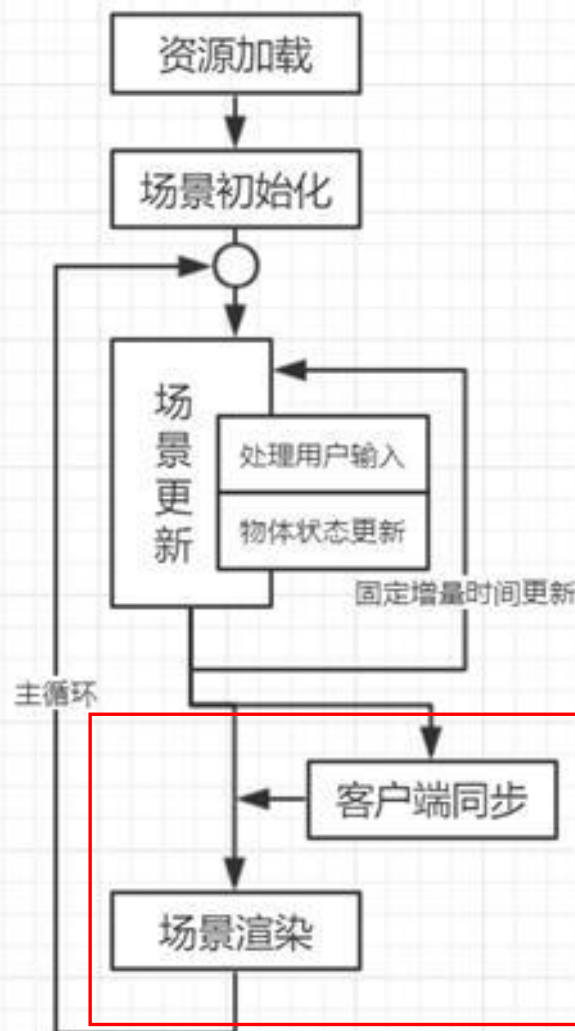 资源加载
场景初始化
场景更新
处理用户输入
物体状态更新
固定增量时间更新
主循环
客户端同步
场景渲染